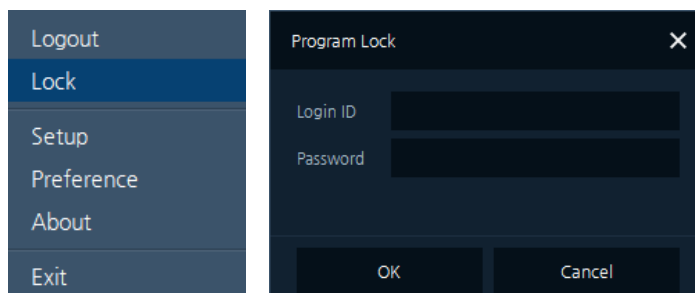 Logout
Lock
Setup
Preference
About
Exit
Program Lock
Login ID
Password
OK Cancel